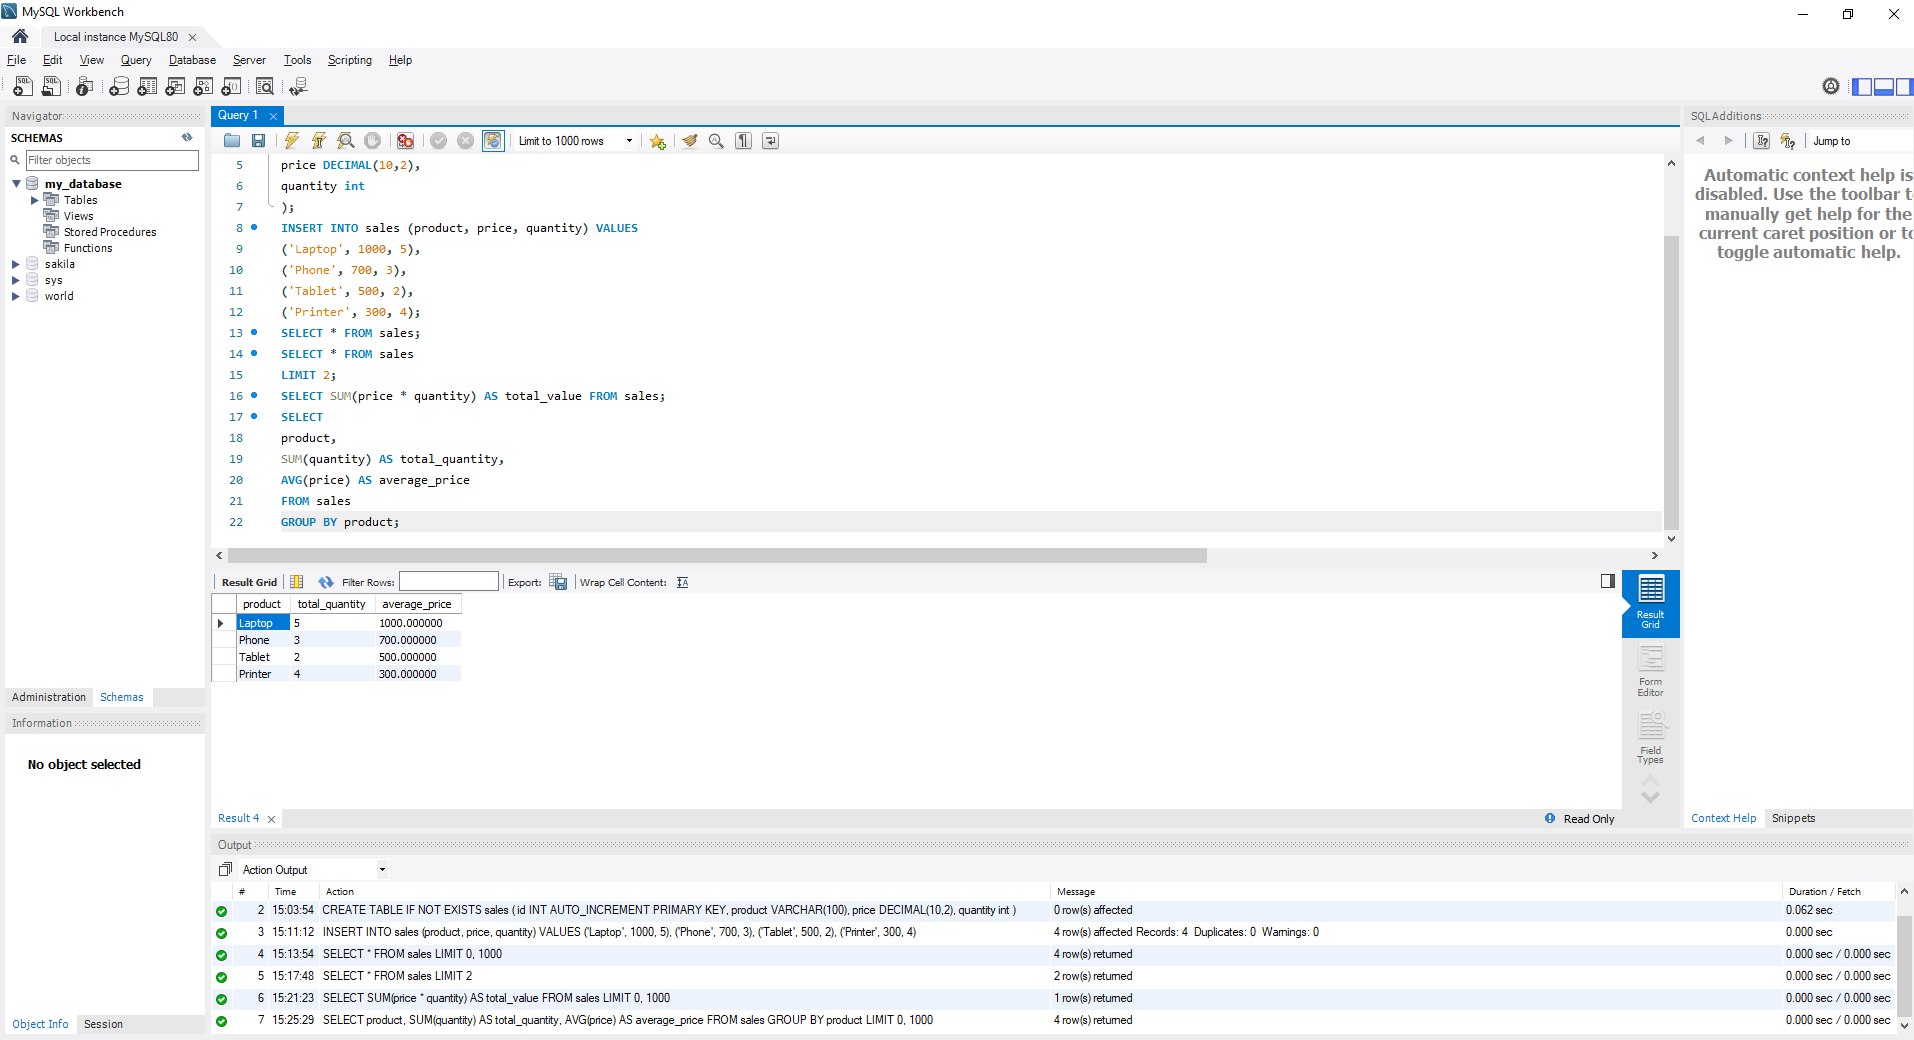 MySQL Workbench
Local instance MySQL80
File Edit View Query Database Server Tools Scripting Help
Navigator
SCHEMAS
Filter objects
my_database
Tables
Views
Stored Procedures
Functions
sakila
sys
world
Administration Schemas
Information
No object selected
Object Info Session
Query 1
Limit to 1000 rows
5 price DECIMAL(10,2),
6 quantity int
7 );
8 INSERT INTO sales (product, price, quantity) VALUES
9 ('Laptop', 1000, 5),
10 ('Phone', 700, 3),
11 ('Tablet', 500, 2),
12 ('Printer', 300, 4);
13 SELECT * FROM sales;
14 SELECT * FROM sales
15 LIMIT 2;
16 SELECT SUM(price * quantity) AS total_value FROM sales;
17 SELECT
18 product,
19 SUM(quantity) AS total_quantity,
20 AVG(price) AS average_price
21 FROM sales
22 GROUP BY product;
Result Grid Filter Rows: Export: Wrap Cell Content:
product total_quantity average_price
Laptop 5 1000.000000
Phone 3 700.000000
Tablet 2 500.000000
Printer 4 300.000000
Result
Grid
Form
Editor
Field
Types
Result 4 Read Only
SQLAdditions
Jump to
Automatic context help is
disabled. Use the toolbar t
manually get help for the
current caret position or to
toggle automatic help.
Context Help Snippets
Output
Action Output
# Time Action Message Duration / Fetch
2 15:03:54 CREATE TABLE IF NOT EXISTS sales ( id INT AUTO_INCREMENT PRIMARY KEY, product VARCHAR(100), price DECIMAL(10,2), quantity int ) 0 row(s) affected 0.062 sec
3 15:11:12 INSERT INTO sales (product, price, quantity) VALUES ('Laptop', 1000, 5), ('Phone', 700, 3), ('Tablet', 500, 2), ('Printer', 300, 4) 4 row(s) affected Records: 4 Duplicates: 0 Warnings: 0 0.000 sec
4 15:13:54 SELECT * FROM sales LIMIT 0, 1000 4 row(s) returned 0.000 sec / 0.000 sec
5 15:17:48 SELECT * FROM sales LIMIT 2 2 row(s) returned 0.000 sec / 0.000 sec
6 15:21:23 SELECT SUM(price * quantity) AS total_value FROM sales LIMIT 0, 1000 1 row(s) returned 0.000 sec / 0.000 sec
7 15:25:29 SELECT product, SUM(quantity) AS total_quantity, AVG(price) AS average_price FROM sales GROUP BY product LIMIT 0, 1000 4 row(s) returned 0.000 sec / 0.000 sec